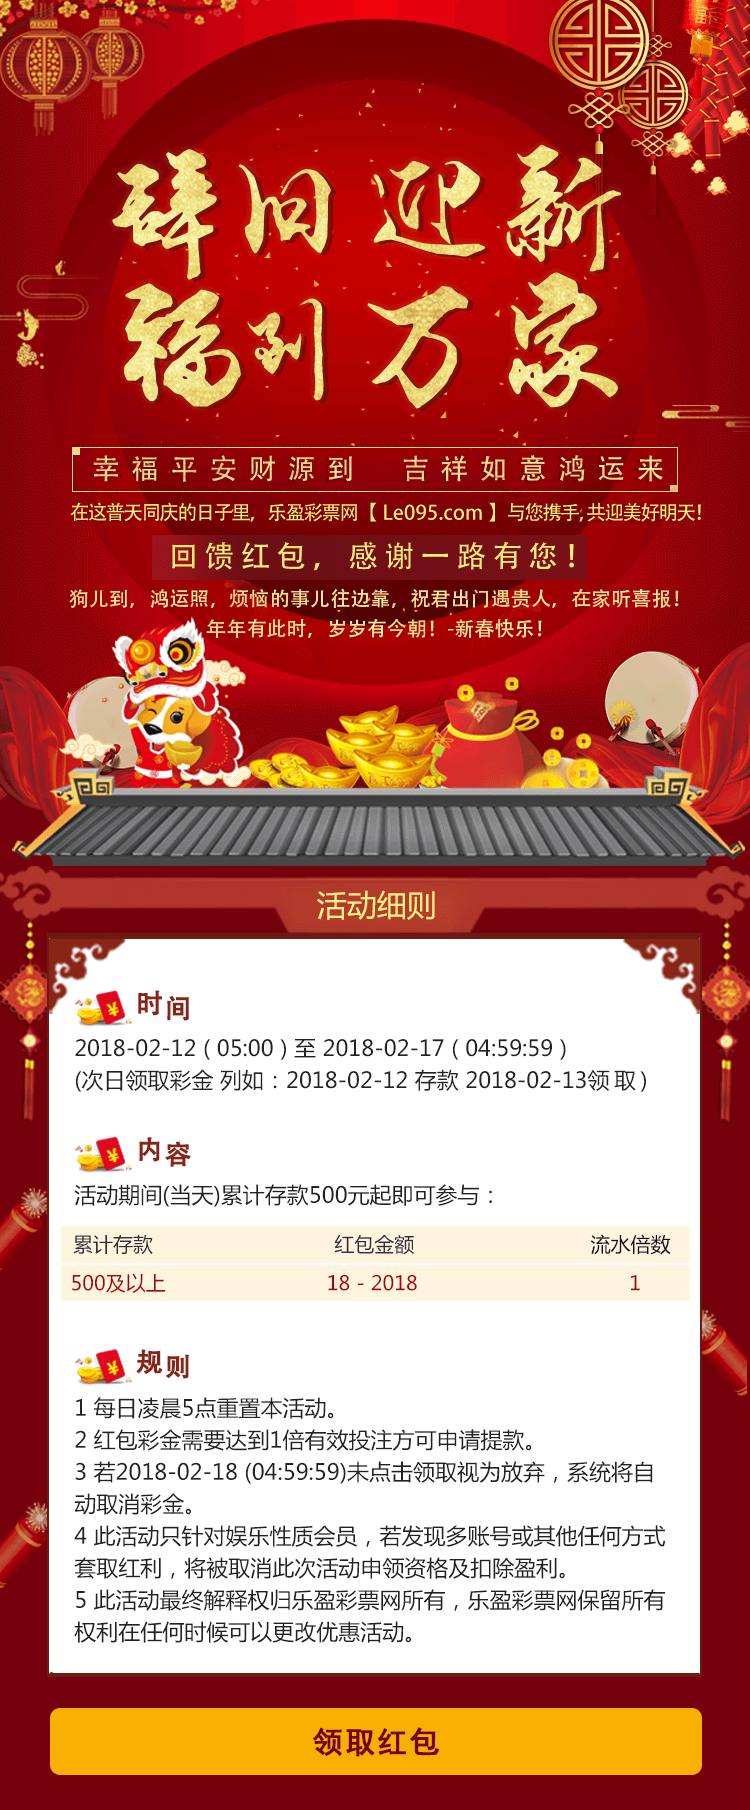 辞旧迎新
福到万家
幸福平安财源到 吉祥如意鸿运来
在这普天同庆的日子里，乐盈彩票网【 Le095.com 】与您携手; 共迎美好明天！
回馈红包，感谢一路有您！
狗儿到，鸿运照，烦恼的事儿往边靠，祝君出门遇贵人，在家听喜报！
年年有此时，岁岁有今朝！-新春快乐！
活动细则
时间
2018-02-12 ( 05:00 ) 至 2018-02-17 ( 04:59:59 )
(次日领取彩金 列如：2018-02-12 存款 2018-02-13领 取 )
内容
活动期间(当天)累计存款500元起即可参与：
累计存款 红包金额 流水倍数
500及以上 18 - 2018 1
规则
1 每日凌晨5点重置本活动。
2 红包彩金需要达到1倍有效投注方可申请提款。
3 若2018-02-18 (04:59:59)未点击领取视为放弃，系统将自
动取消彩金。
4 此活动只针对娱乐性质会员，若发现多账号或其他任何方式
套取红利，将被取消此次活动申领资格及扣除盈利。
5 此活动最终解释权归乐盈彩票网所有，乐盈彩票网保留所有
权利在任何时候可以更改优惠活动。
领取红包